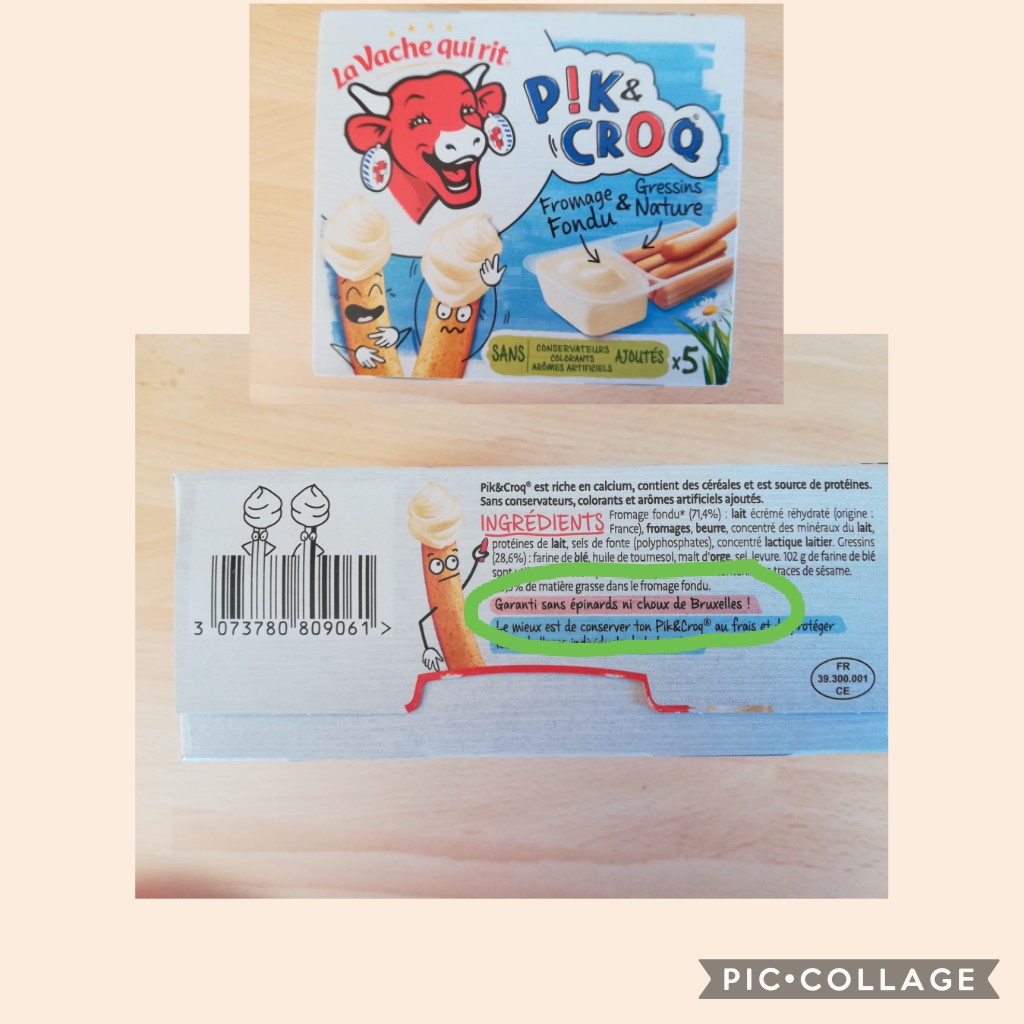 La Vache qui rit
P!K &
CROQ®
Fromage Fondu & Gressins Nature
SANS CONSERVATEURS COLORANTS ARÔMES ARTIFICIELS AJOUTÉS x5
Pik&Croq® est riche en calcium, contient des céréales et est source de protéines.
Sans conservateurs, colorants et arômes artificiels ajoutés.
INGRÉDIENTS Fromage fondu* (71,4%) : lait écrémé réhydraté (origine :
France), fromages, beurre, concentré des minéraux du lait,
protéines de lait, sels de fonte (polyphosphates), concentré lactique laitier. Gressins
(28,6%) : farine de blé, huile de tournesol, malt d'orge, sel, levure. 102 g de farine de blé
sont traces de sésame.
% de matière grasse dans le fromage fondu.
Garanti sans épinards ni choux de Bruxelles !
Le mieux est de conserver ton Pik&Croq® au frais et protéger
3 073780 809061 >
FR
39.300.001
CE
PIC•COLLAGE